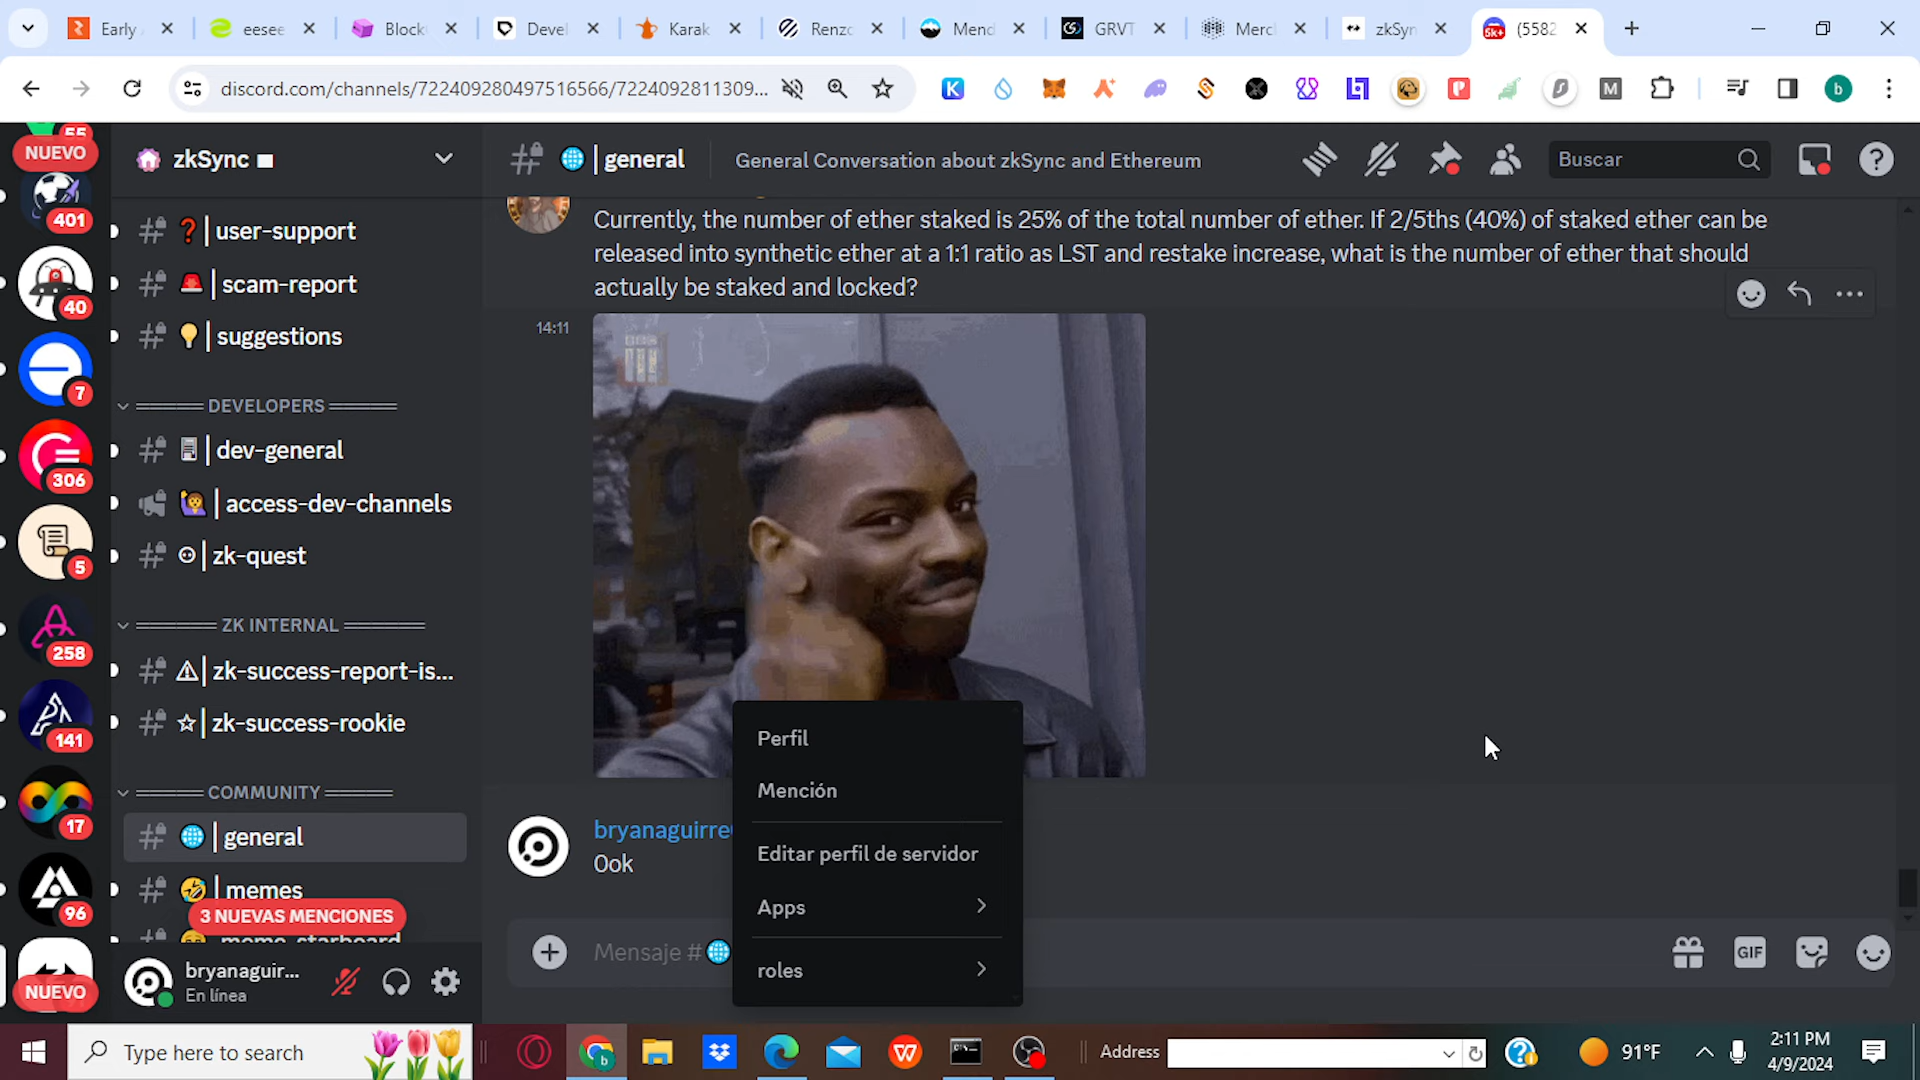 Early
eesee
Block
Devel
Karak
Renzo
Mend
GRVT
Merc
zkSyn
(5582
discord.com/channels/722409280497516566/7224092811309...
55
NUEVO
401
40
7
306
5
258
141
17
96
NUEVO
zkSync
user-support
scam-report
suggestions
DEVELOPERS
dev-general
access-dev-channels
zk-quest
ZK INTERNAL
zk-success-report-is...
zk-success-rookie
COMMUNITY
general
memes
3 NUEVAS MENCIONES
meme-starboard
bryanaguir...
En línea
general
General Conversation about zkSync and Ethereum
Buscar
Currently, the number of ether staked is 25% of the total number of ether. If 2/5ths (40%) of staked ether can be
released into synthetic ether at a 1:1 ratio as LST and restake increase, what is the number of ether that should
actually be staked and locked?
14:11
bryanaguirre
Ook
Perfil
Mención
Editar perfil de servidor
Apps
roles
Mensaje #
GIF
Type here to search
Address
91°F
2:11 PM
4/9/2024